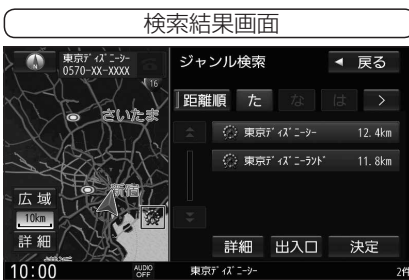 検索結果画面
東京ﾃﾞｨｽﾞﾆｰｼｰ
0570-XX-XXXX
16
さいたま
新宿
広域
10km
詳細
10:00
AUDIO
OFF
ジャンル検索
◀ 戻る
距離順 た な は >
東京ﾃﾞｨｽﾞﾆｰｼｰ 12.4km
東京ﾃﾞｨｽﾞﾆｰﾗﾝﾄﾞ 11.8km
詳細 出入口 決定
東京ﾃﾞｨｽﾞﾆｰｼｰ 2件